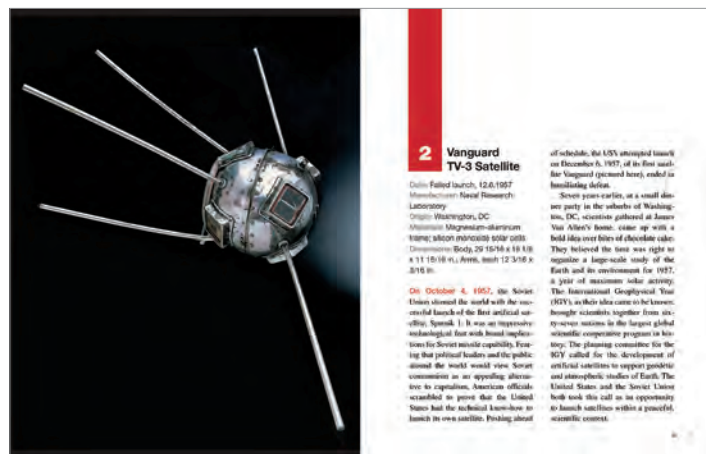 2
Vanguard
TV-3 Satellite
Date: Failed launch, 12.6.1957
Manufacturer: Naval Research
Laboratory
Origin: Washington, DC
Materials: Magnesium-aluminum
frame; silicon monoxide solar cells
Dimensions: Body, 29 15/16 x 19 1/8
x 11 15/16 in.; Arms, each 12 3/16 x
5/16 in.
On October 4, 1957, the Soviet
Union stunned the world with the suc-
cessful launch of the first artificial sat-
ellite, Sputnik 1. It was an impressive
technological feat with broad implica-
tions for Soviet missile capability. Fear-
ing that political leaders and the public
around the world would view Soviet
communism as an appealing alterna-
tive to capitalism, American officials
scrambled to prove that the United
States had the technical know-how to
launch its own satellite. Pushing ahead
of schedule, the US's attempted launch
on December 6, 1957, of its first satel-
lite Vanguard (pictured here), ended in
humiliating defeat.
Seven years earlier, at a small din-
ner party in the suburbs of Washing-
ton, DC, scientists gathered at James
Van Allen's home, came up with a
bold idea over bites of chocolate cake.
They believed the time was right to
organize a large-scale study of the
Earth and its environment for 1957,
a year of maximum solar activity.
The International Geophysical Year
(IGY), as their idea came to be known,
brought scientists together from six-
ty-seven nations in the largest global
scientific cooperative program in his-
tory. The planning committee for the
IGY called for the development of
artificial satellites to support geodetic
and atmospheric studies of Earth. The
United States and the Soviet Union
both took this call as an opportunity
to launch satellites within a peaceful,
scientific context.